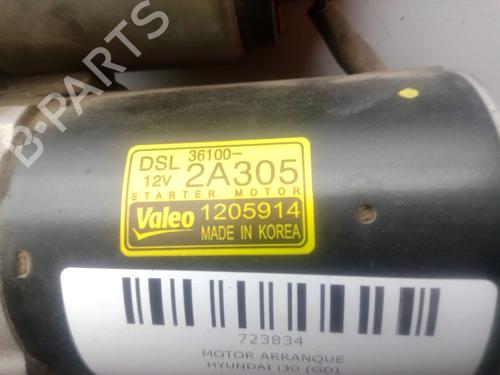 DSL 36100-
12V 2A305
STARTER MOTOR
Valeo 1205914
MADE IN KOREA
723834
MOTOR ARRANQUE
HYUNDAI i30 (GD)
B-PARTS